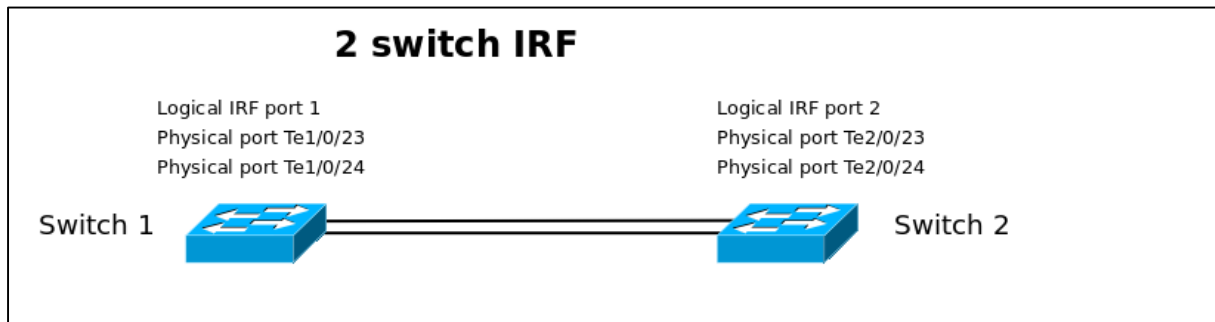 2 switch IRF
Logical IRF port 1
Physical port Te1/0/23
Physical port Te1/0/24
Logical IRF port 2
Physical port Te2/0/23
Physical port Te2/0/24
Switch 1
Switch 2